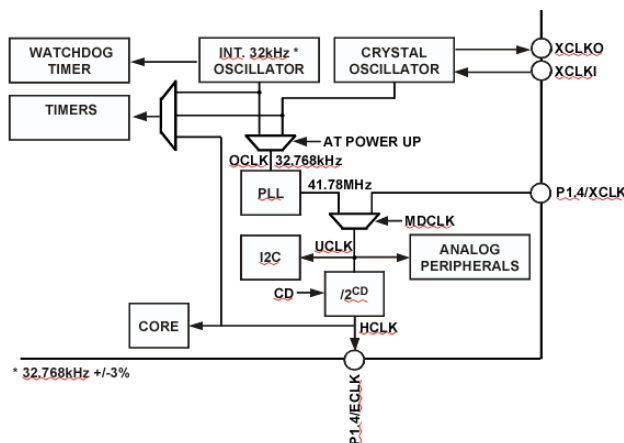 WATCHDOG
TIMER
INT. 32kHz *
OSCILLATOR
CRYSTAL
OSCILLATOR
XCLKO
XCLKI
TIMERS
AT POWER UP
OCLK 32.768kHz
PLL
41.78MHz
P1.4/XCLK
MDCLK
I2C
UCLK
ANALOG
PERIPHERALS
CD
/2CD
CORE
HCLK
* 32.768kHz +/-3%
P1.4/ECLK